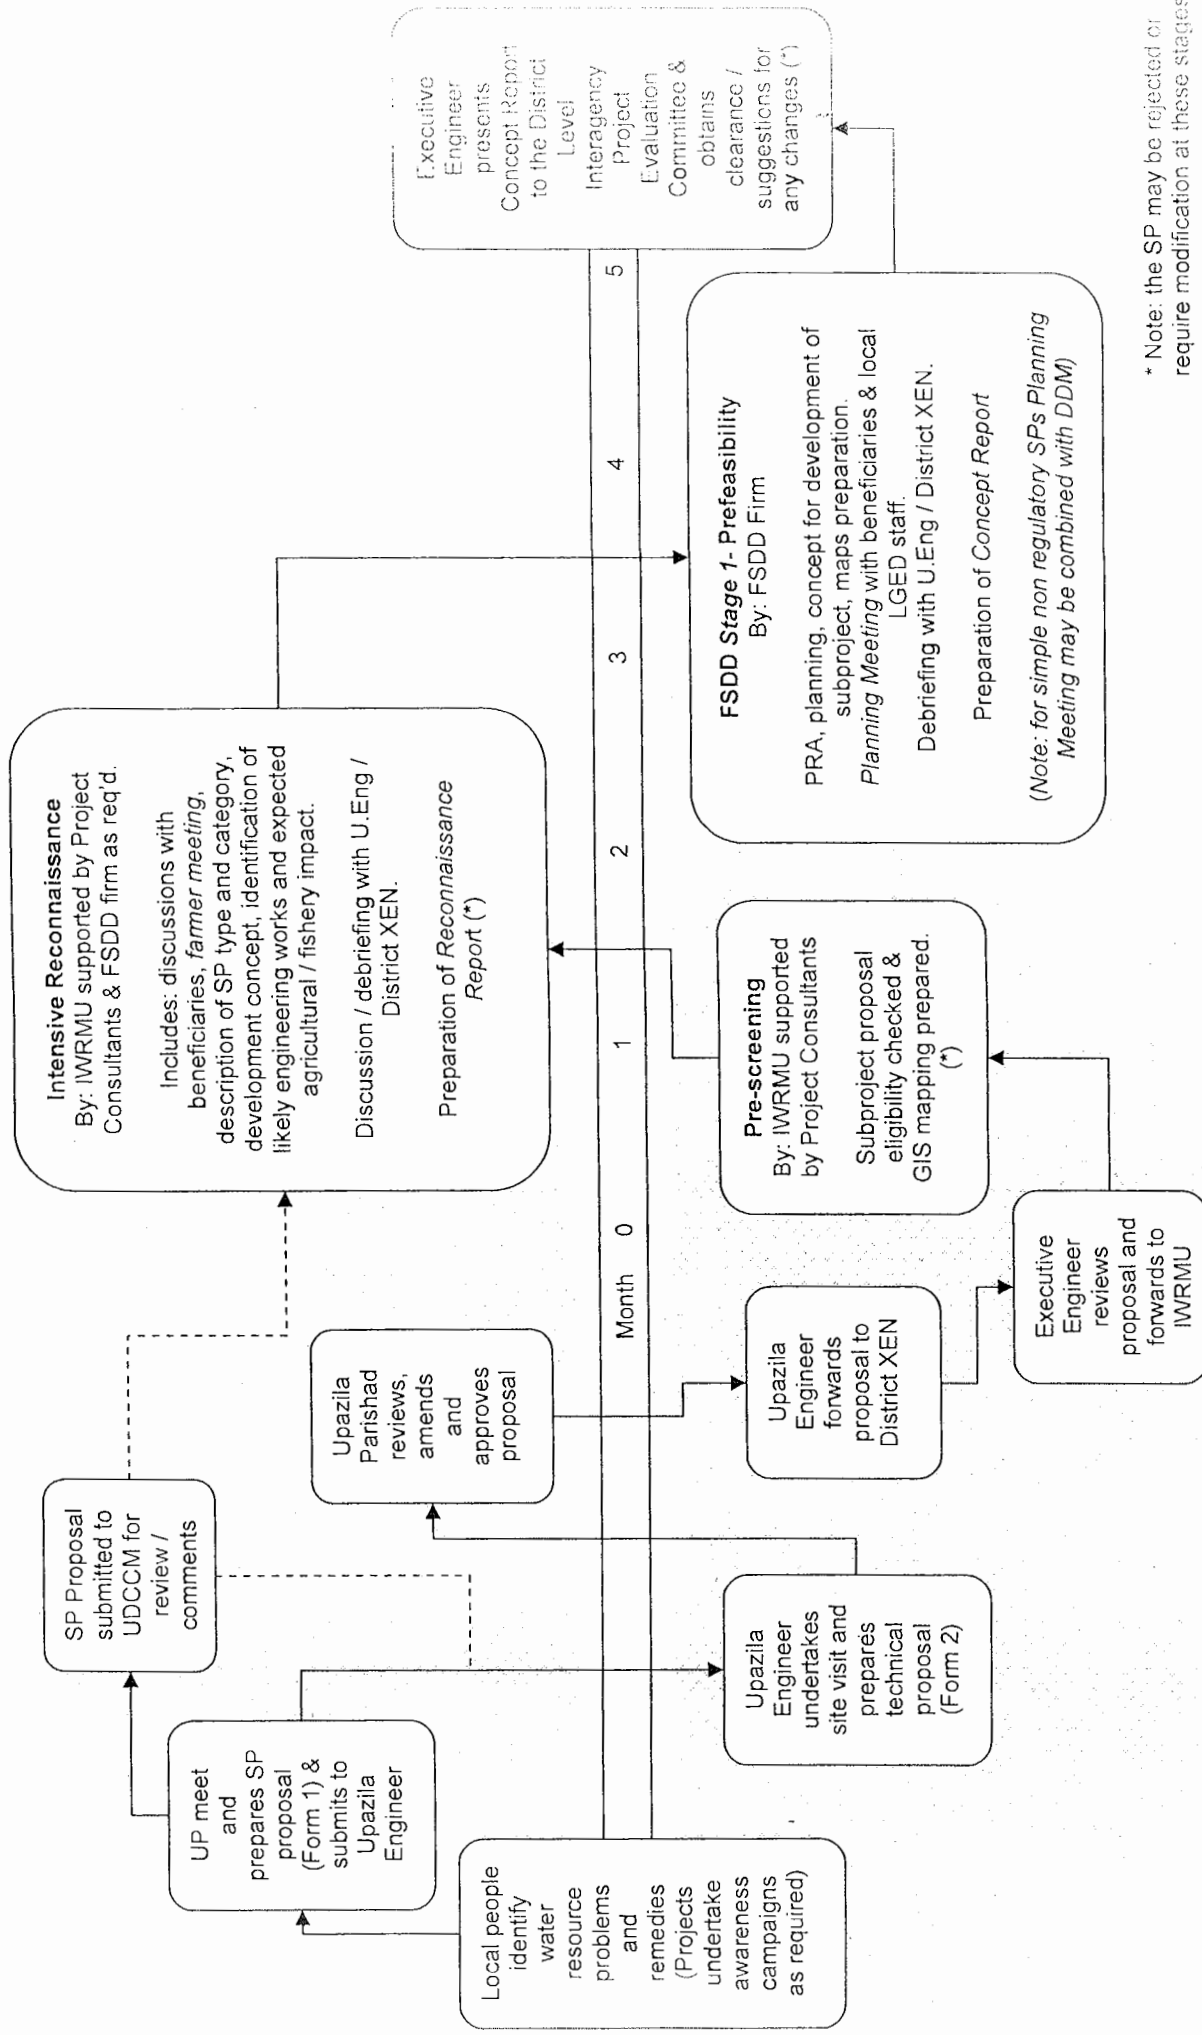 Local people
identify
water
resource
problems
and
remedies
(Projects
undertake
awareness
campaigns
as required)
UP meet
and
prepares SP
proposal
(Form 1) &
submits to
Upazila
Engineer
SP Proposal
submitted to
UDCCM for
review /
comments
Upazila
Engineer
undertakes
site visit and
prepares
technical
proposal
(Form 2)
Upazila
Parishad
reviews,
amends
and
approves
proposal
Upazila
Engineer
forwards
proposal to
District XEN
Executive
Engineer
reviews
proposal and
forwards to
IWRMU
Month 0 1 2 3 4 5
Pre-screening
By: IWRMU supported
by Project Consultants
Subproject proposal
eligibility checked &
GIS mapping prepared.
(*)
Intensive Reconnaissance
By: IWRMU supported by Project
Consultants & FSDD firm as req'd.
Includes: discussions with
beneficiaries, farmer meeting,
description of SP type and category,
development concept, identification of
likely engineering works and expected
agricultural / fishery impact.
Discussion / debriefing with U.Eng /
District XEN.
Preparation of Reconnaissance
Report (*)
FSDD Stage 1- Prefeasibility
By: FSDD Firm
PRA, planning, concept for development of
subproject, maps preparation.
Planning Meeting with beneficiaries & local
LGED staff.
Debriefing with U.Eng / District XEN.
Preparation of Concept Report
(Note: for simple non regulatory SPs Planning
Meeting may be combined with DDM)
Executive
Engineer
presents
Concept Report
to the District
Level
Interagency
Project
Evaluation
Committee &
obtains
clearance /
suggestions for
any changes (*)
* Note: the SP may be rejected or
require modification at these stages